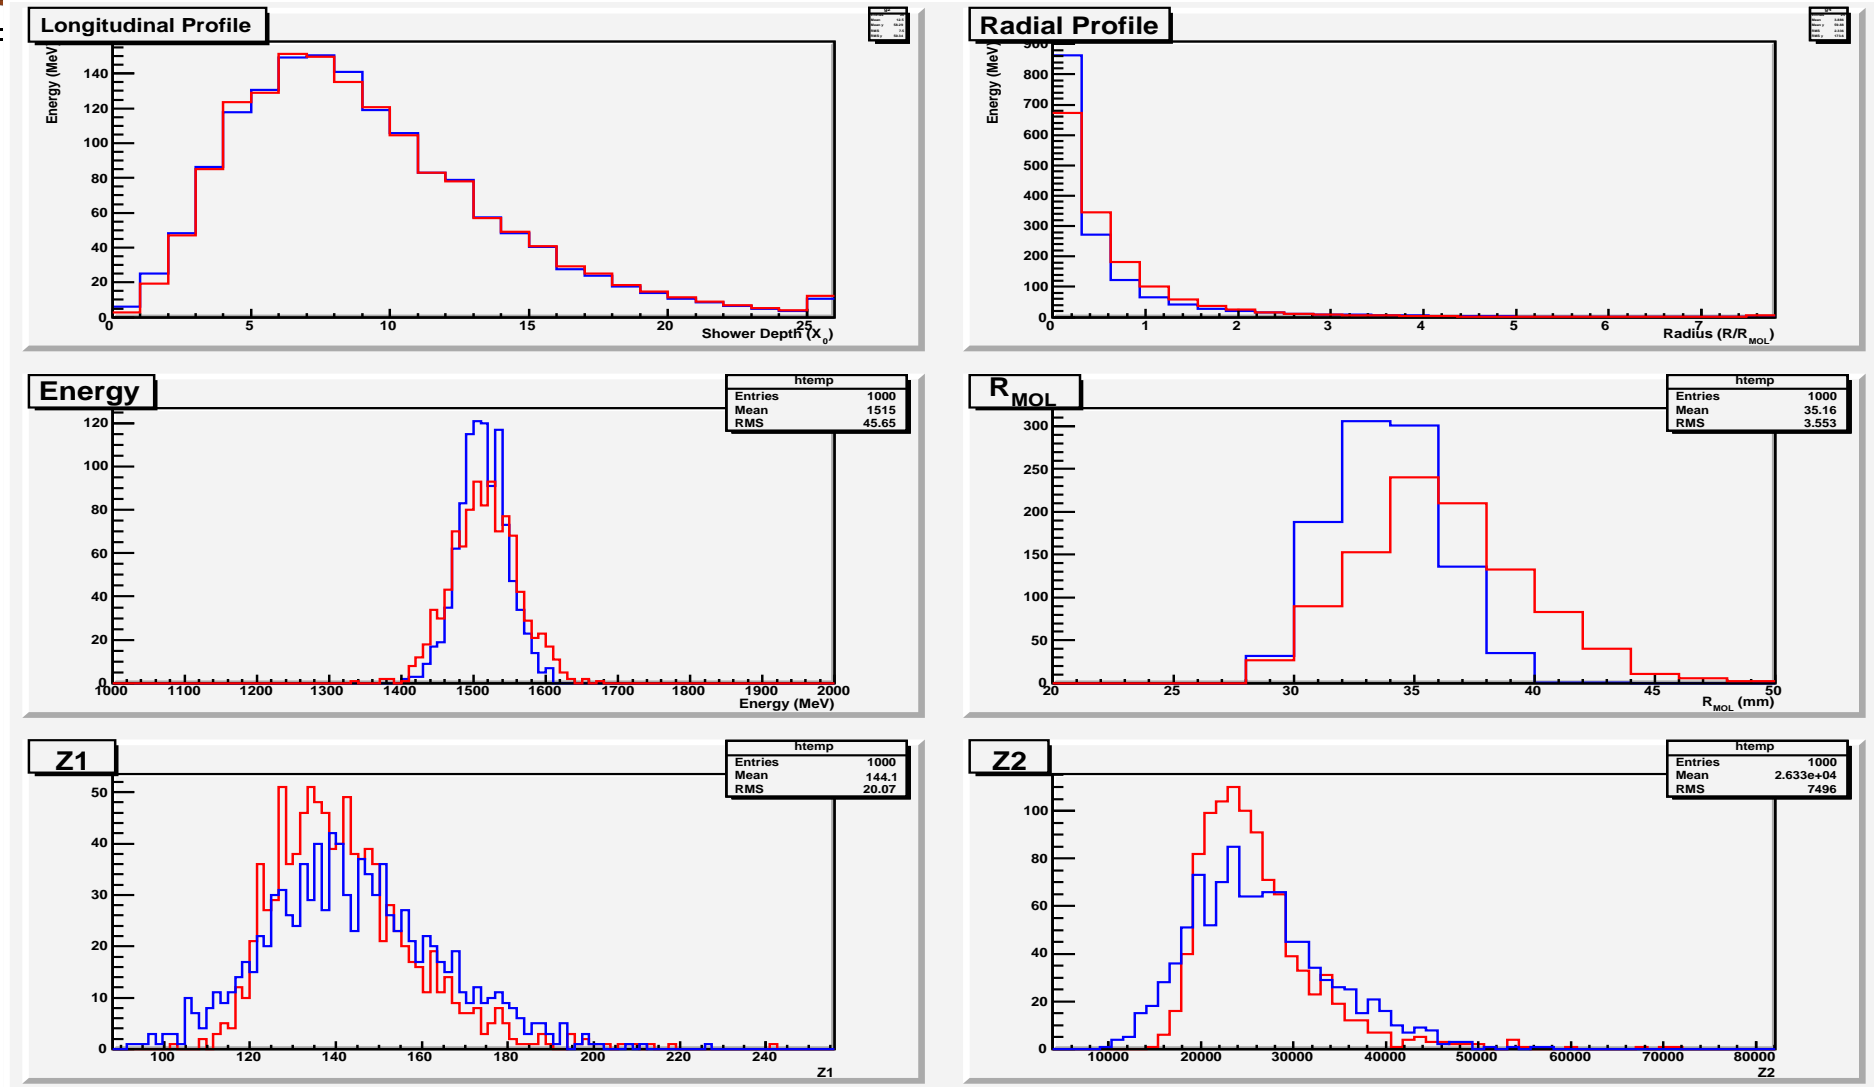 Longitudinal Profile
Energy (MeV
140
120
100
80
60
40
20
0
0 5 10 15 20 25
Shower Depth (X0)
Radial Profile
Energy (MeV)
900
800
700
600
500
400
300
200
100
0
0 1 2 3 4 5 6 7
Radius (R/RMOL)
Energy
htemp
Entries 1000
Mean 1515
RMS 45.65
120
100
80
60
40
20
0
1000 1100 1200 1300 1400 1500 1600 1700 1800 1900 2000
Energy (MeV)
RMOL
htemp
Entries 1000
Mean 35.16
RMS 3.553
300
250
200
150
100
50
0
20 25 30 35 40 45 50
RMOL (mm)
Z1
htemp
Entries 1000
Mean 144.1
RMS 20.07
50
40
30
20
10
0
100 120 140 160 180 200 220 240
Z1
Z2
htemp
Entries 1000
Mean 2.633e+04
RMS 7496
100
80
60
40
20
0
10000 20000 30000 40000 50000 60000 70000 80000
Z2